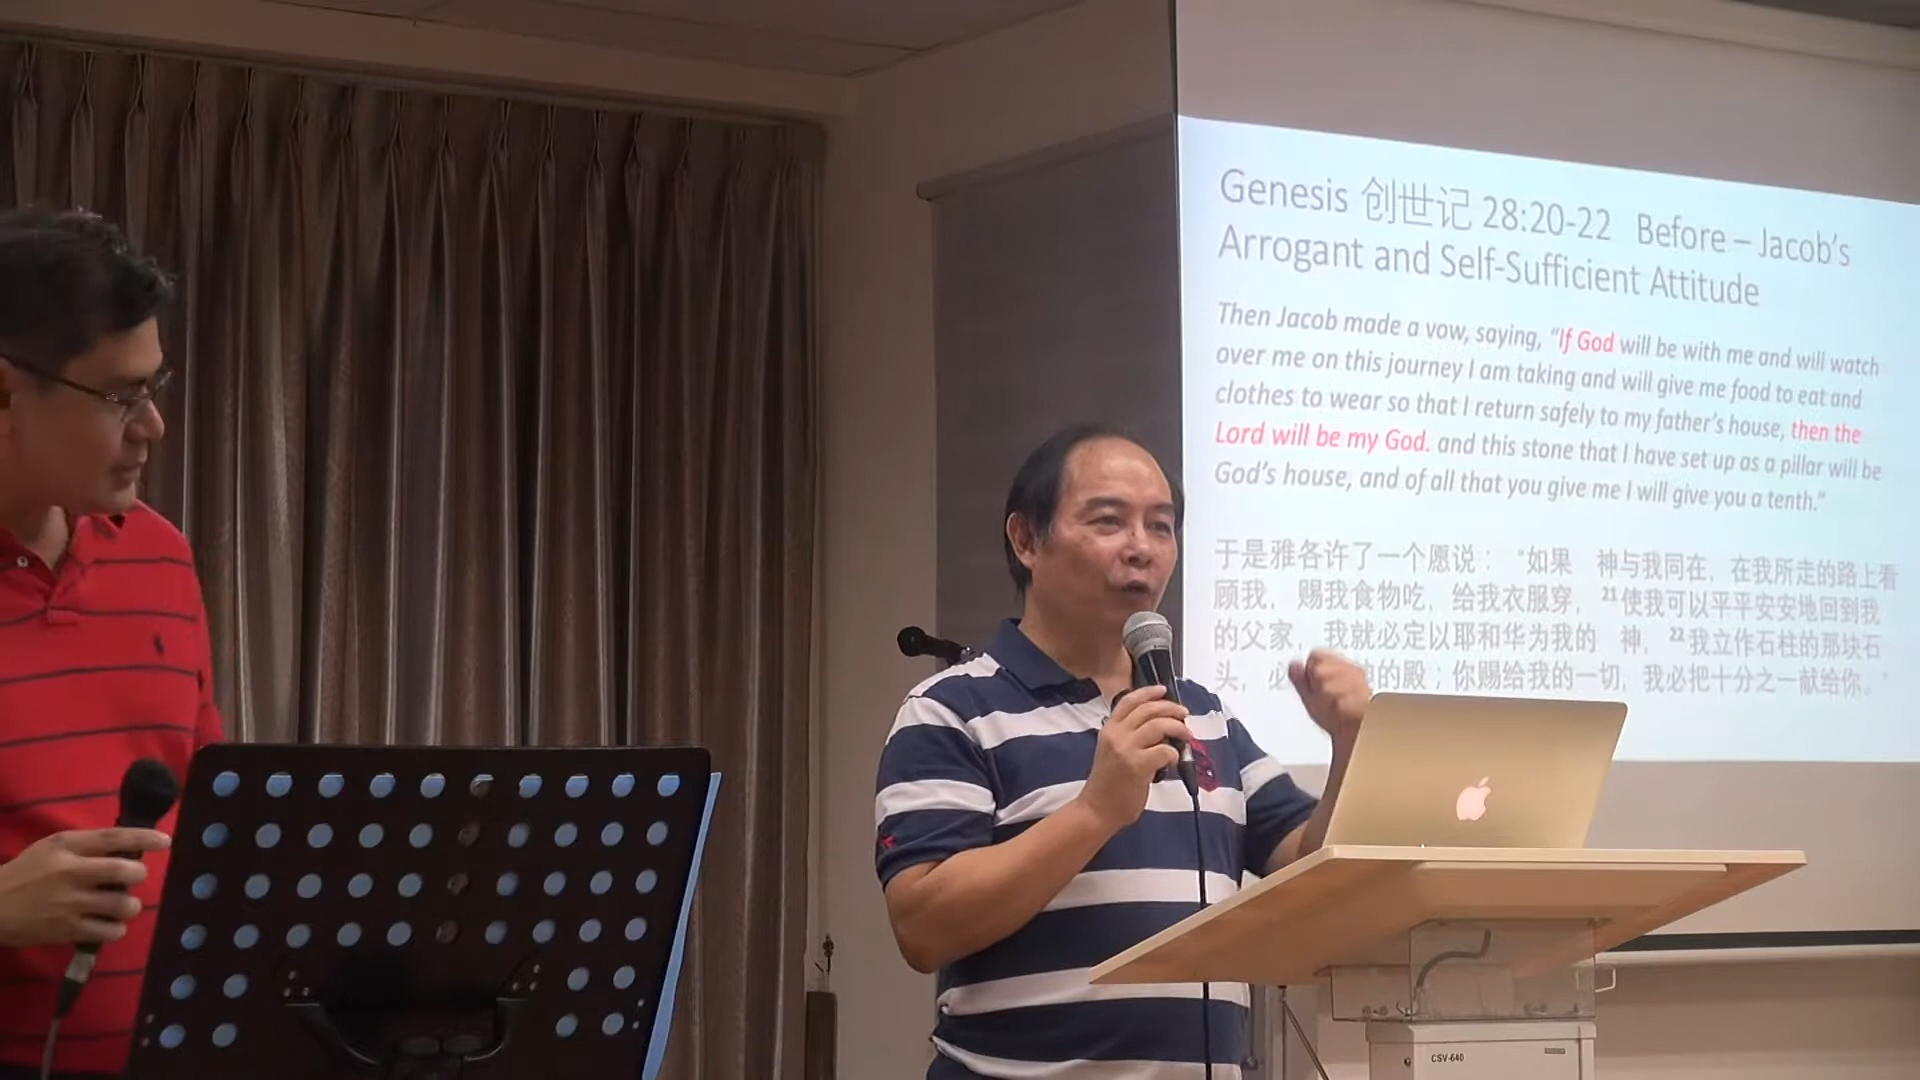 Genesis 创世记 28:20-22 Before – Jacob's
Arrogant and Self-Sufficient Attitude
Then Jacob made a vow, saying, "If God will be with me and will watch
over me on this journey I am taking and will give me food to eat and
clothes to wear so that I return safely to my father's house, then the
Lord will be my God. and this stone that I have set up as a pillar will be
God's house, and of all that you give me I will give you a tenth."
于是雅各许了一个愿说：“如果 神与我同在，在我所走的路上看
顾我，赐我食物吃，给我衣服穿，21使我可以平平安安地回到我
的父家，我就必定以耶和华为我的 神，22我立作石柱的那块石
头，必 的殿；你赐给我的一切，我必把十分之一献给你。”
CSV-640